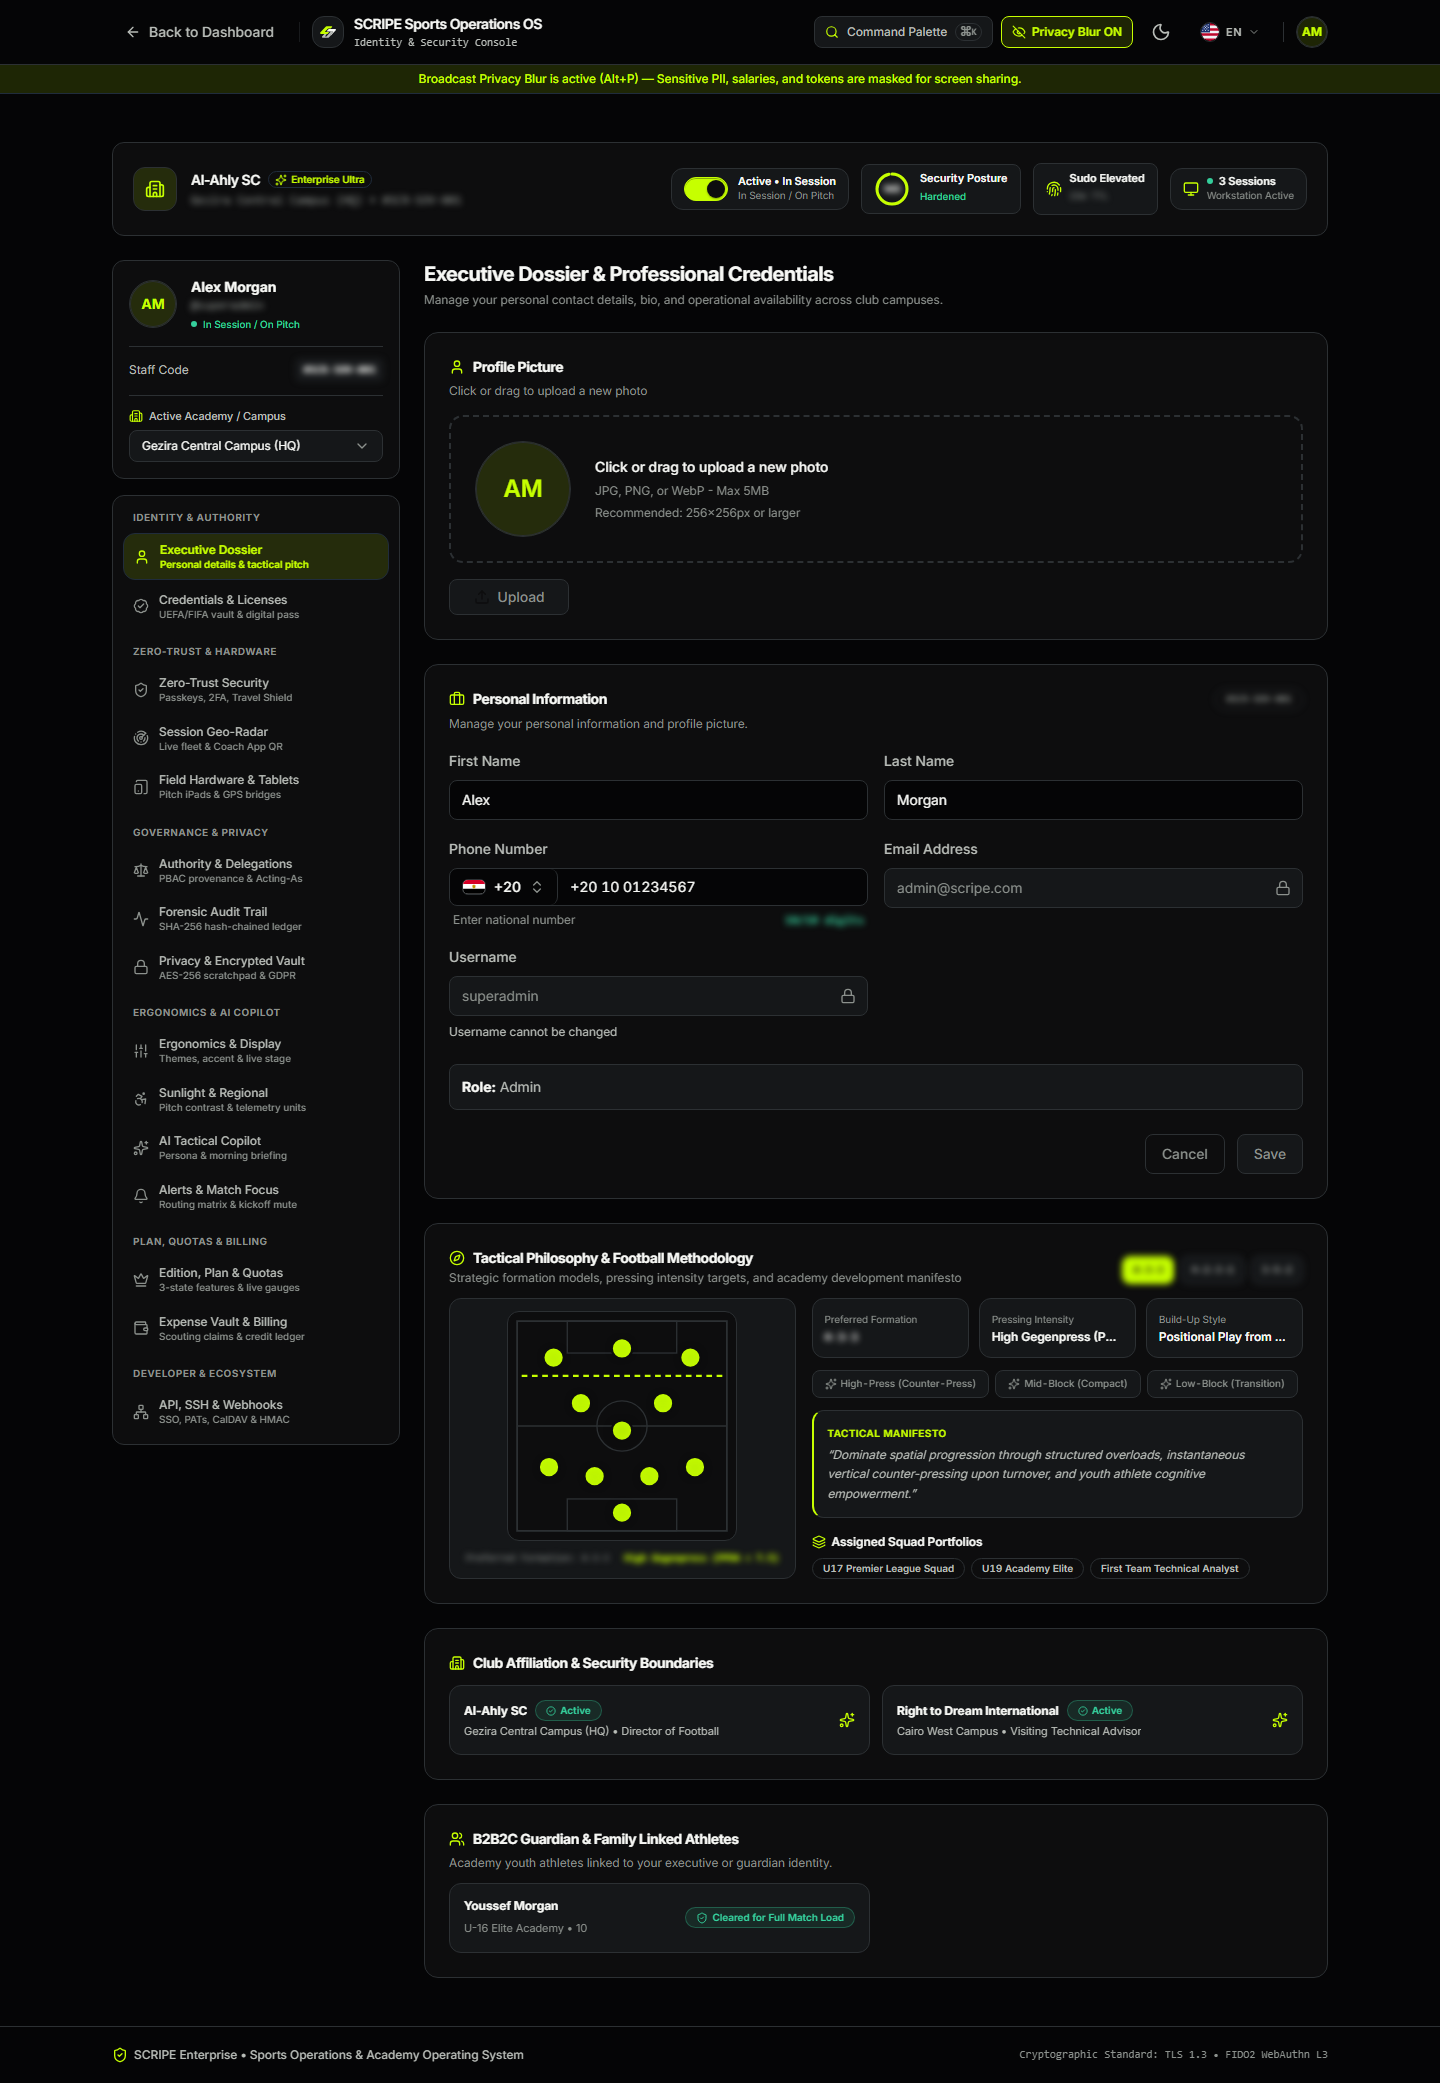 Back to Dashboard
SCRIPE Sports Operations OS
Identity & Security Console
Command Palette ⌘K
Privacy Blur ON
EN
AM
Broadcast Privacy Blur is active (Alt+P) — Sensitive PII, salaries, and tokens are masked for screen sharing.
Al-Ahly SC
Enterprise Ultra
Active • In Session
In Session / On Pitch
Security Posture
Hardened
Sudo Elevated
3 Sessions
Workstation Active
AM
Alex Morgan
In Session / On Pitch
Staff Code
Active Academy / Campus
Gezira Central Campus (HQ)
IDENTITY & AUTHORITY
Executive Dossier
Personal details & tactical pitch
Credentials & Licenses
UEFA/FIFA vault & digital pass
ZERO-TRUST & HARDWARE
Zero-Trust Security
Passkeys, 2FA, Travel Shield
Session Geo-Radar
Live fleet & Coach App QR
Field Hardware & Tablets
Pitch iPads & GPS bridges
GOVERNANCE & PRIVACY
Authority & Delegations
PBAC provenance & Acting-As
Forensic Audit Trail
SHA-256 hash-chained ledger
Privacy & Encrypted Vault
AES-256 scratchpad & GDPR
ERGONOMICS & AI COPILOT
Ergonomics & Display
Themes, accent & live stage
Sunlight & Regional
Pitch contrast & telemetry units
AI Tactical Copilot
Persona & morning briefing
Alerts & Match Focus
Routing matrix & kickoff mute
PLAN, QUOTAS & BILLING
Edition, Plan & Quotas
3-state features & live gauges
Expense Vault & Billing
Scouting claims & credit ledger
DEVELOPER & ECOSYSTEM
API, SSH & Webhooks
SSO, PATs, CalDAV & HMAC
Executive Dossier & Professional Credentials
Manage your personal contact details, bio, and operational availability across club campuses.
Profile Picture
Click or drag to upload a new photo
AM
Click or drag to upload a new photo
JPG, PNG, or WebP - Max 5MB
Recommended: 256×256px or larger
Upload
Personal Information
Manage your personal information and profile picture.
First Name
Last Name
Alex
Morgan
Phone Number
Email Address
+20
+20 10 01234567
admin@scripe.com
Enter national number
Username
superadmin
Username cannot be changed
Role: Admin
Cancel
Save
Tactical Philosophy & Football Methodology
Strategic formation models, pressing intensity targets, and academy development manifesto
Preferred Formation
Pressing Intensity
High Gegenpress (P...
Build-Up Style
Positional Play from ...
High-Press (Counter-Press)
Mid-Block (Compact)
Low-Block (Transition)
TACTICAL MANIFESTO
"Dominate spatial progression through structured overloads, instantaneous
vertical counter-pressing upon turnover, and youth athlete cognitive
empowerment."
Assigned Squad Portfolios
U17 Premier League Squad
U19 Academy Elite
First Team Technical Analyst
Club Affiliation & Security Boundaries
Al-Ahly SC
Active
Gezira Central Campus (HQ) • Director of Football
Right to Dream International
Active
Cairo West Campus • Visiting Technical Advisor
B2B2C Guardian & Family Linked Athletes
Academy youth athletes linked to your executive or guardian identity.
Youssef Morgan
U-16 Elite Academy • 10
Cleared for Full Match Load
SCRIPE Enterprise • Sports Operations & Academy Operating System
Cryptographic Standard: TLS 1.3 • FIDO2 WebAuthn L3